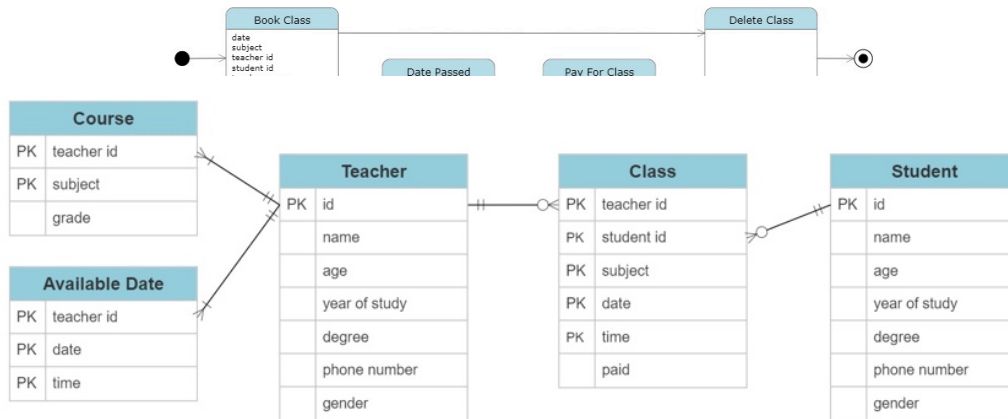 Book Class
date
subject
teacher id
student id
Delete Class
Date Passed
Pay For Class
Course
PK teacher id
PK subject
grade
Available Date
PK teacher id
PK date
PK time
Teacher
PK id
name
age
year of study
degree
phone number
gender
Class
PK teacher id
PK student id
PK subject
PK date
PK time
paid
Student
PK id
name
age
year of study
degree
phone number
gender